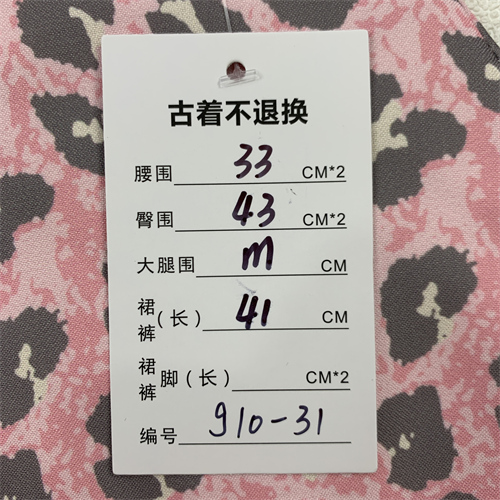 古着不退换
腰围 33 CM*2
臀围 43 CM*2
大腿围 m CM
裙裤(长) 41 CM
裙裤脚(长) CM*2
编号 910-31